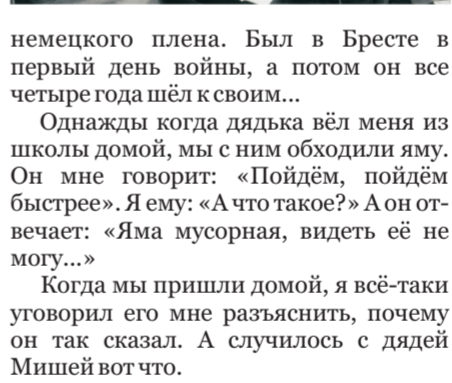 немецкого плена. Был в Бресте в
первый день войны, а потом он все
четыре года шёл к своим...
Однажды когда дядька вёл меня из
школы домой, мы с ним обходили яму.
Он мне говорит: «Пойдём, пойдём
быстрее». Я ему: «А что такое?» А он от-
вечает: «Яма мусорная, видеть её не
могу...»
Когда мы пришли домой, я всё-таки
уговорил его мне разъяснить, почему
он так сказал. А случилось с дядей
Мишей вот что.